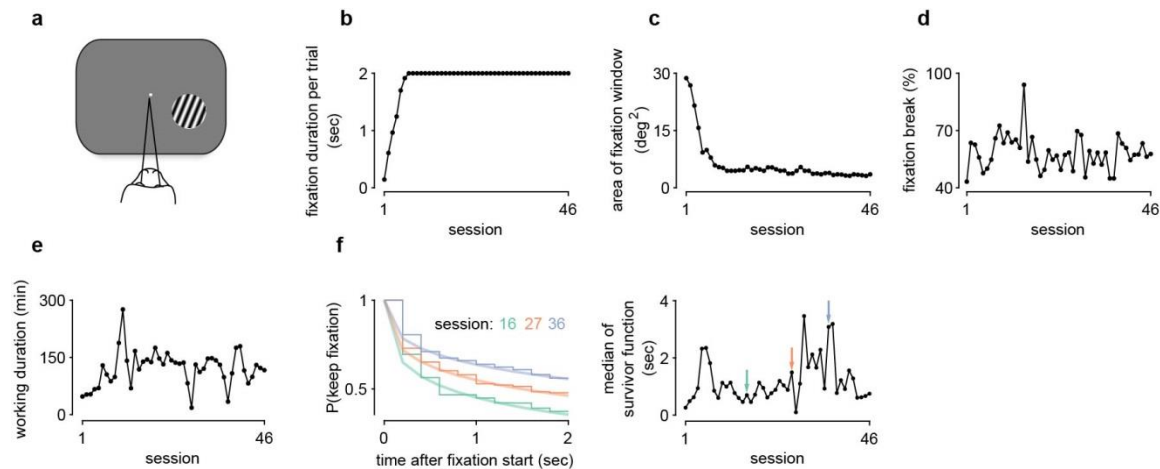 a
b
fixation duration per trial
(sec)
2
1
0
1
46
session
c
area of fixation window
(deg²)
30
15
0
1
46
session
d
fixation break (%)
100
70
40
1
46
session
e
working duration (min)
300
150
0
1
46
session
f
P(keep fixation)
1
0.5
session: 16 27 36
0
1
2
time after fixation start (sec)
median of
survivor function
(sec)
4
2
0
1
46
session